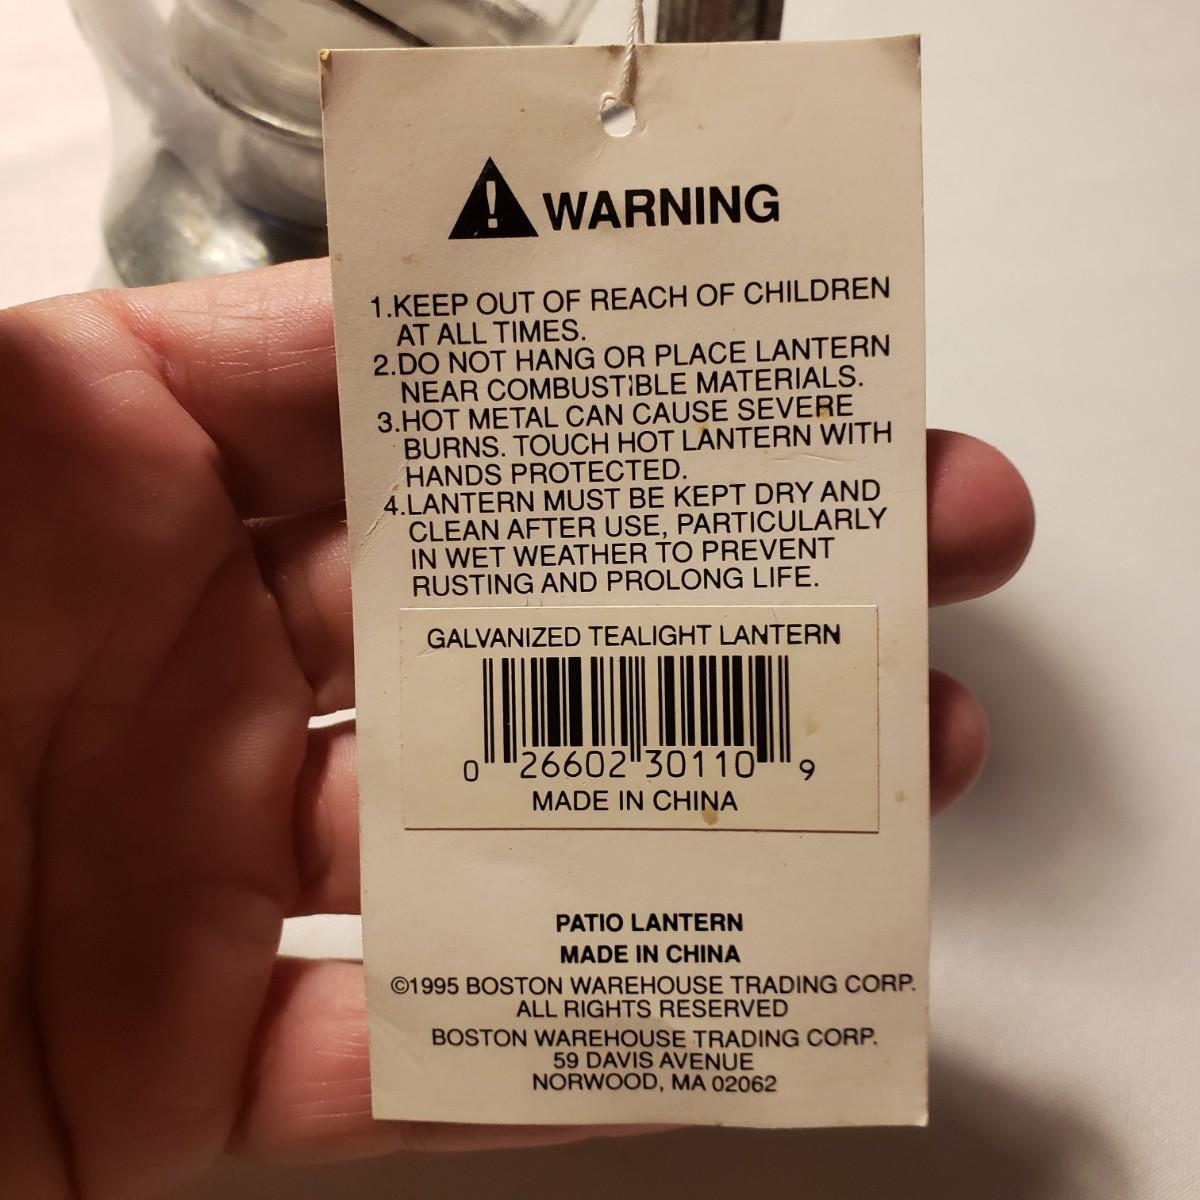 WARNING
1.KEEP OUT OF REACH OF CHILDREN
AT ALL TIMES.
2.DO NOT HANG OR PLACE LANTERN
NEAR COMBUSTIBLE MATERIALS.
3.HOT METAL CAN CAUSE SEVERE
BURNS. TOUCH HOT LANTERN WITH
HANDS PROTECTED.
4.LANTERN MUST BE KEPT DRY AND
CLEAN AFTER USE, PARTICULARLY
IN WET WEATHER TO PREVENT
RUSTING AND PROLONG LIFE.
GALVANIZED TEALIGHT LANTERN
0 26602 30110 9
MADE IN CHINA
PATIO LANTERN
MADE IN CHINA
©1995 BOSTON WAREHOUSE TRADING CORP.
ALL RIGHTS RESERVED
BOSTON WAREHOUSE TRADING CORP.
59 DAVIS AVENUE
NORWOOD, MA 02062